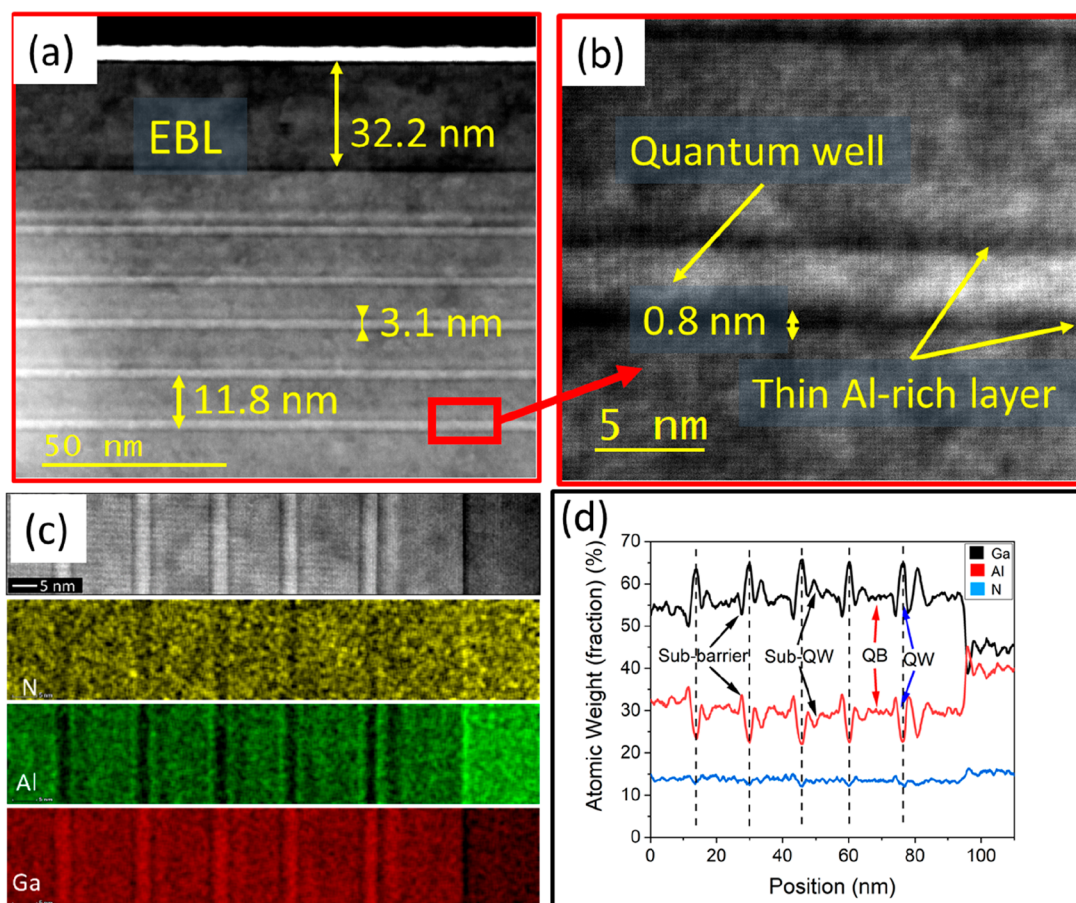 (a)
EBL
32.2 nm
3.1 nm
11.8 nm
50 nm
(b)
Quantum well
0.8 nm
Thin Al-rich layer
5 nm
(c)
5 nm
N
Al
Ga
(d)
Ga
Al
N
Atomic Weight (fraction) (%)
70
60
50
40
30
20
10
0
Sub-barrier
Sub-QW
QB
QW
0 20 40 60 80 100
Position (nm)